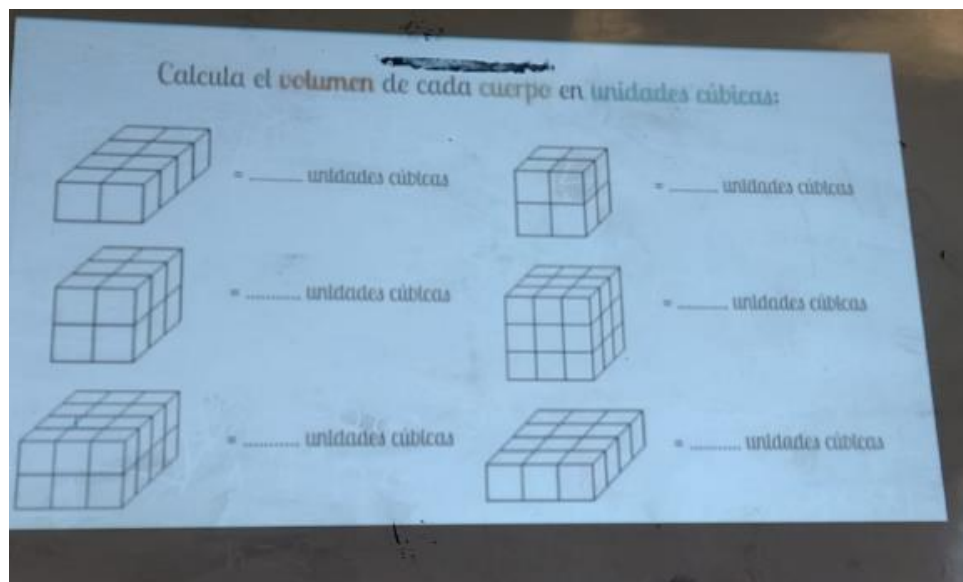 Calcula el volumen de cada cuerpo en unidades cúbicas:
= ______ unidades cúbicas
= ______ unidades cúbicas
= .......... unidades cúbicas
= ______ unidades cúbicas
= .......... unidades cúbicas
= .......... unidades cúbicas